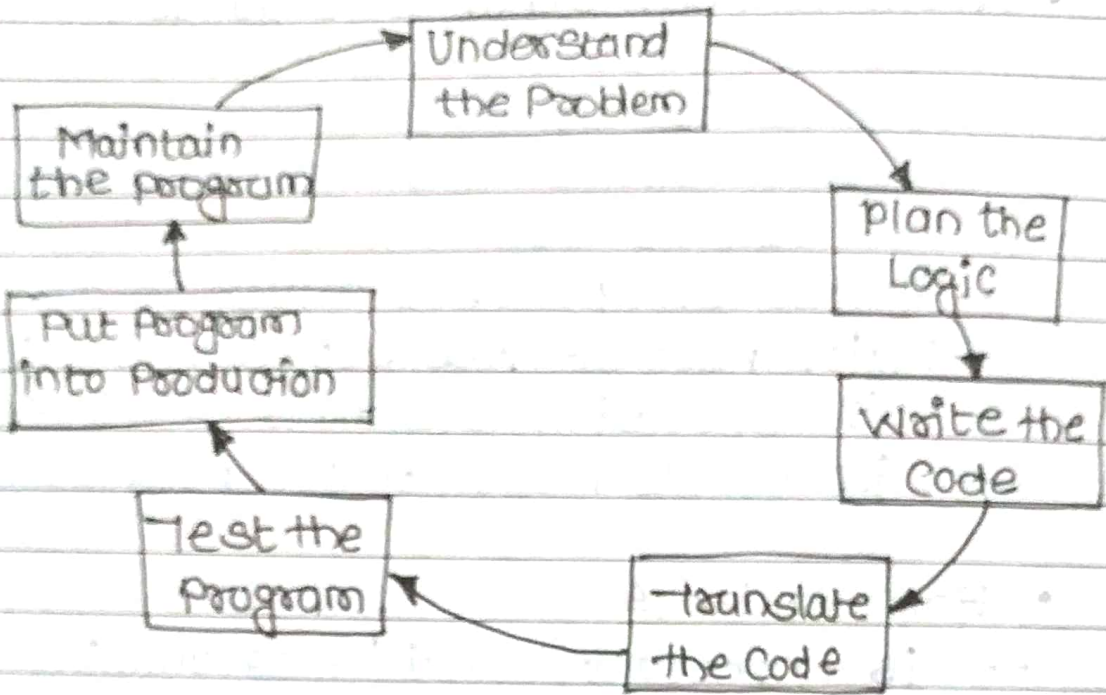 Understand
the Problem
Plan the
Logic
Write the
Code
translate
the Code
Test the
Program
Put Program
into Production
Maintain
the program